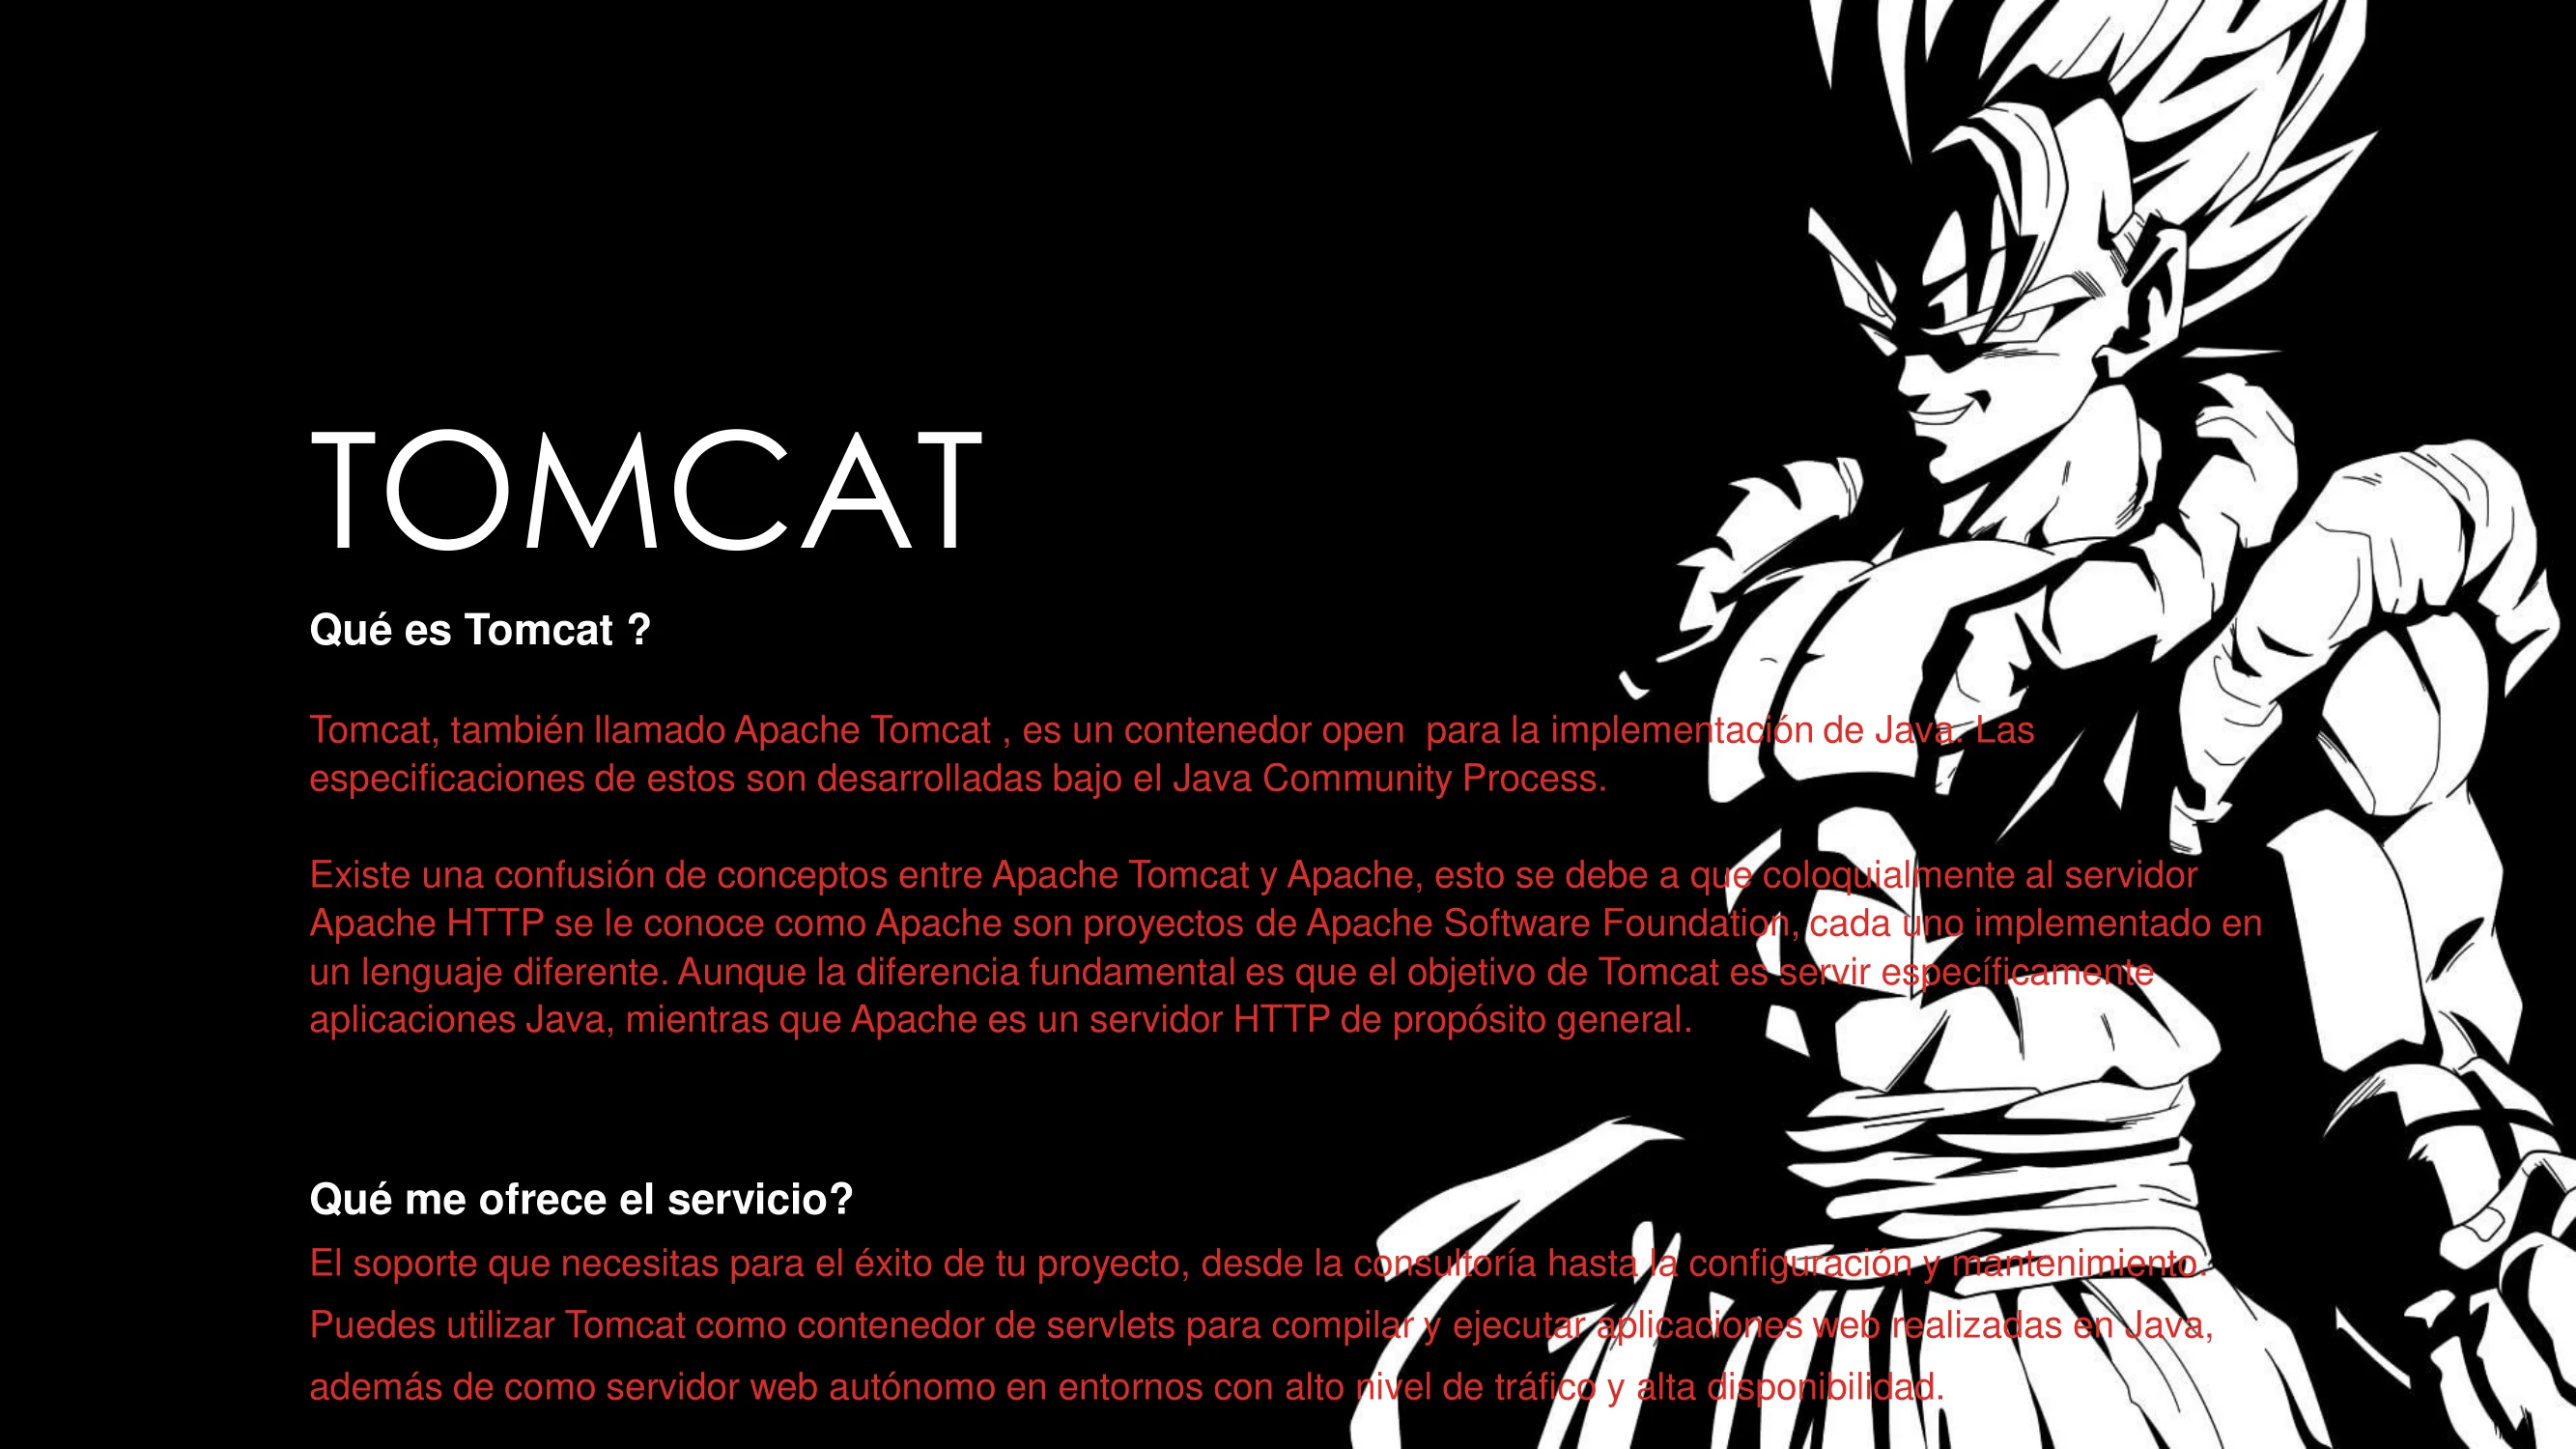 TOMCAT
Qué es Tomcat ?
Tomcat, también llamado Apache Tomcat , es un contenedor open  para la implementación de Java. Las
especificaciones de estos son desarrolladas bajo el Java Community Process.
Existe una confusión de conceptos entre Apache Tomcat y Apache, esto se debe a que coloquialmente al servidor
Apache HTTP se le conoce como Apache son proyectos de Apache Software Foundation, cada uno implementado en
un lenguaje diferente. Aunque la diferencia fundamental es que el objetivo de Tomcat es servir específicamente
aplicaciones Java, mientras que Apache es un servidor HTTP de propósito general.
Qué me ofrece el servicio?
El soporte que necesitas para el éxito de tu proyecto, desde la consultoría hasta la configuración y mantenimiento.
Puedes utilizar Tomcat como contenedor de servlets para compilar y ejecutar aplicaciones web realizadas en Java,
además de como servidor web autónomo en entornos con alto nivel de tráfico y alta disponibilidad.